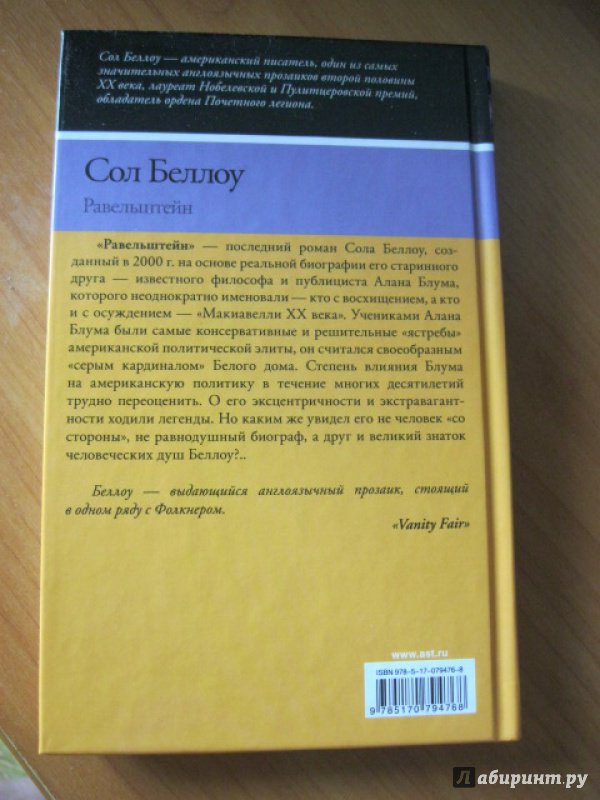 Сол Беллоу — американский писатель, один из самых
значительных англоязычных прозаиков второй половины
XX века, лауреат Нобелевской и Пулитцеровской премий,
обладатель ордена Почетного легиона.
Сол Беллоу
Равельштейн
«Равельштейн» — последний роман Сола Беллоу, соз-
данный в 2000 г. на основе реальной биографии его старинного
друга — известного философа и публициста Алана Блума,
которого неоднократно именовали — кто с восхищением, а кто
и с осуждением — «Макиавелли XX века». Учениками Алана
Блума были самые консервативные и решительные «ястребы»
американской политической элиты, он считался своеобразным
«серым кардиналом» Белого дома. Степень влияния Блума
на американскую политику в течение многих десятилетий
трудно переоценить. О его эксцентричности и экстравагант-
ности ходили легенды. Но каким же увидел его не человек «со
стороны», не равнодушный биограф, а друг и великий знаток
человеческих душ Беллоу?..
Беллоу — выдающийся англоязычный прозаик, стоящий
в одном ряду с Фолкнером.
«Vanity Fair»
www.ast.ru
ISBN 978-5-17-079476-8
9 785170 794768
Лабиринт.ру